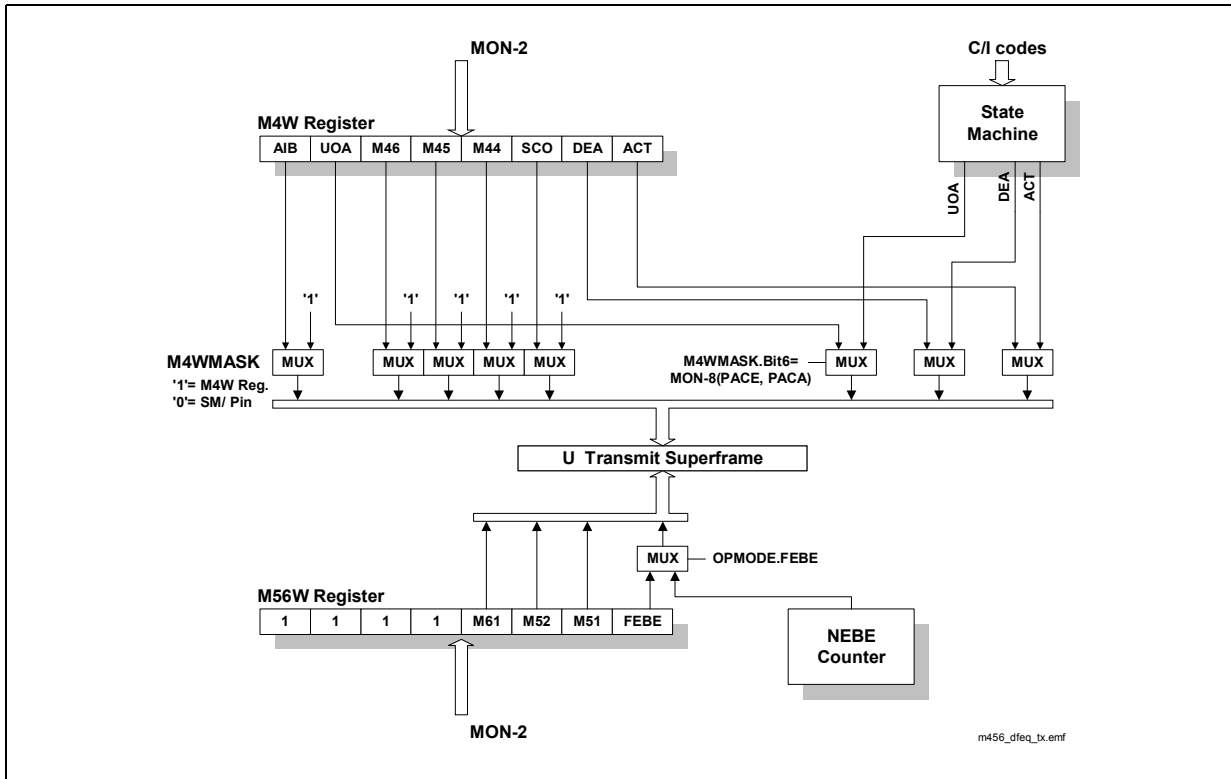 MON-2
C/I codes
State
Machine
M4W Register
AIB UOA M46 M45 M44 SCO DEA ACT
UOA
DEA
ACT
'1' '1' '1' '1' '1'
M4WMASK
'1'= M4W Reg.
'0'= SM/ Pin
MUX MUX MUX MUX MUX
M4WMASK.Bit6=
MON-8(PACE, PACA)
MUX MUX MUX
U Transmit Superframe
MUX
OPMODE.FEBE
M56W Register
1 1 1 1 M61 M52 M51 FEBE
NEBE
Counter
MON-2
m456_dfeq_tx.emf